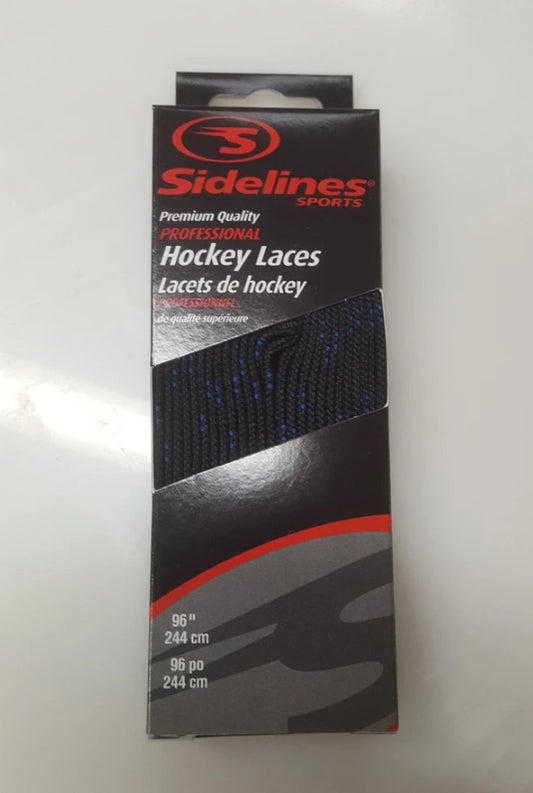 S
Sidelines®
SPORTS
Premium Quality
PROFESSIONAL
Hockey Laces
Lacets de hockey
PROFESSIONNEL
de qualité supérieure
96"
244 cm
96 po
244 cm